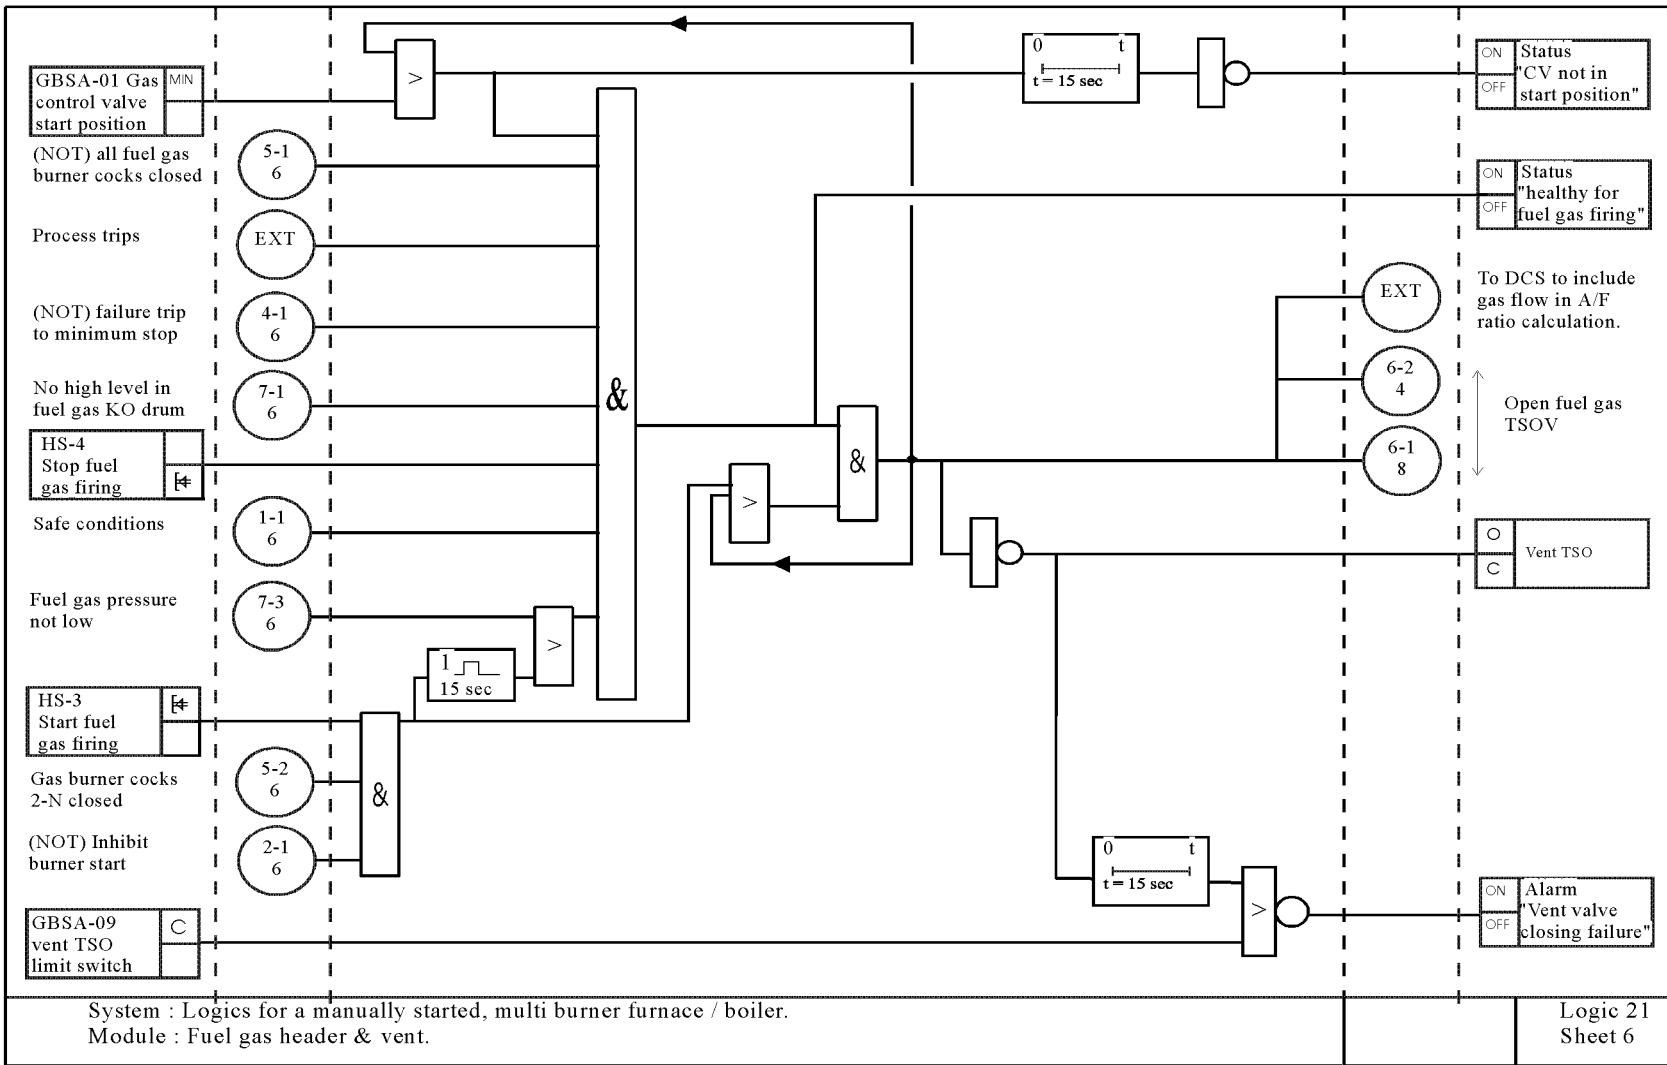 GBSA-01 Gas
control valve
start position
MIN
>
0 t
t = 15 sec
ON
OFF
Status
"CV not in
start position"
(NOT) all fuel gas
burner cocks closed
5-1
6
ON
OFF
Status
"healthy for
fuel gas firing"
Process trips
EXT
EXT
To DCS to include
gas flow in A/F
ratio calculation.
(NOT) failure trip
to minimum stop
4-1
6
6-2
4
No high level in
fuel gas KO drum
7-1
6
&
Open fuel gas
TSOV
HS-4
Stop fuel
gas firing
>
&
6-1
8
Safe conditions
1-1
6
O
C
Vent TSO
Fuel gas pressure
not low
7-3
6
>
1
15 sec
HS-3
Start fuel
gas firing
Gas burner cocks
2-N closed
5-2
6
&
(NOT) Inhibit
burner start
2-1
6
0 t
t = 15 sec
>
ON
OFF
Alarm
"Vent valve
closing failure"
GBSA-09
vent TSO
limit switch
C
System : Logics for a manually started, multi burner furnace / boiler.
Module : Fuel gas header & vent.
Logic 21
Sheet 6